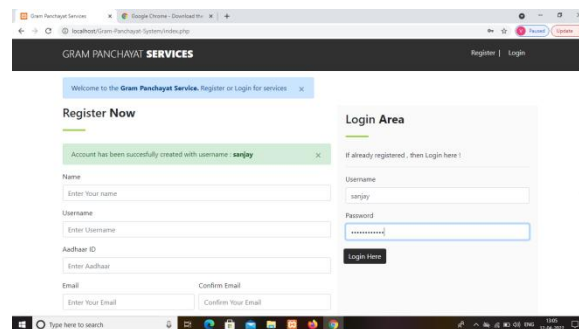 Gram Panchayat Services
Google Chrome - Download the
localhost/Gram-Panchayat-System/index.php
Paused
Update
GRAM PANCHAYAT SERVICES
Register | Login
Welcome to the Gram Panchayat Service. Register or Login for services ×
Register Now
Account has been succesfully created with username : sanjay ×
Name
Enter Your name
Username
Enter Username
Aadhaar ID
Enter Aadhaar
Email Confirm Email
Enter Your Email Confirm Your Email
Login Area
If already registered , then Login here !
Username
sanjay
Password
Login Here
Type here to search
ENG
13:05